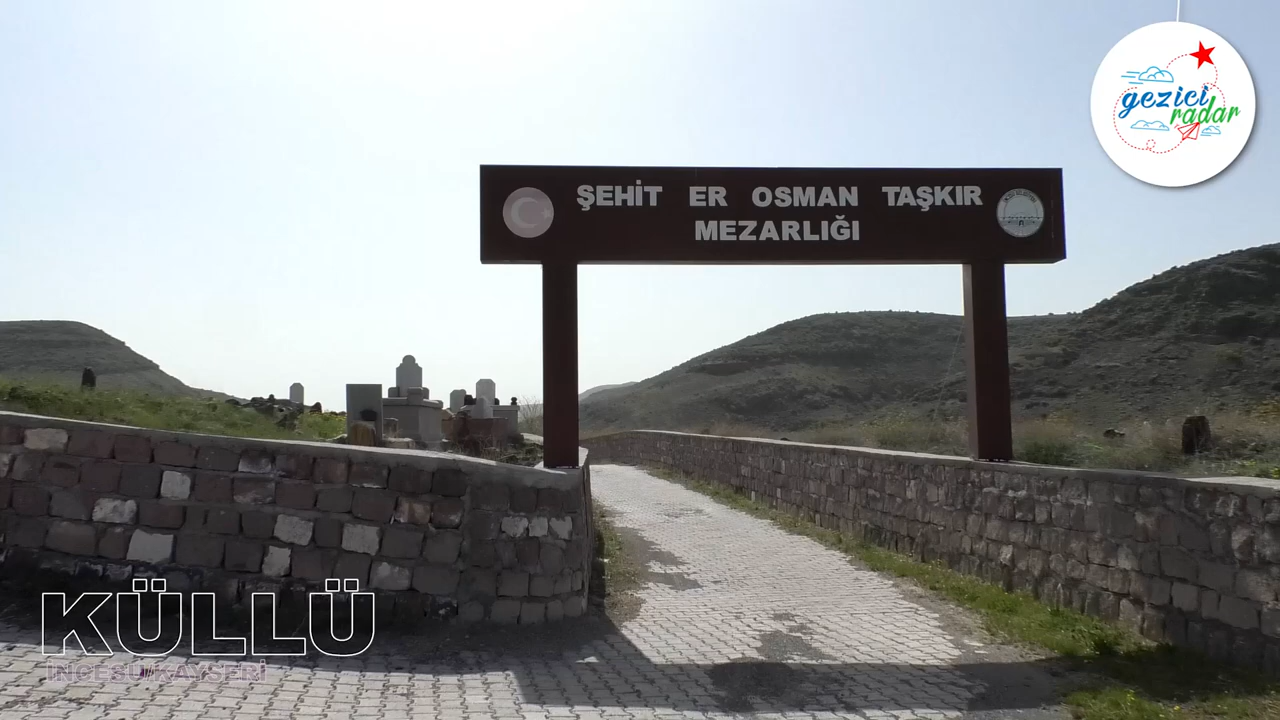 gezici
radar
ŞEHİT ER OSMAN TAŞKIR
MEZARLIĞI
KÜLLÜ
İNCESU/KAYSERİ